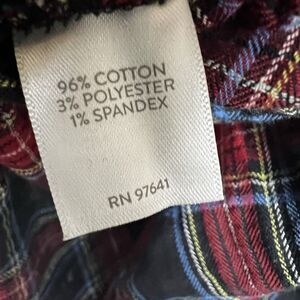 96% COTTON
3% POLYESTER
1% SPANDEX
RN 97641